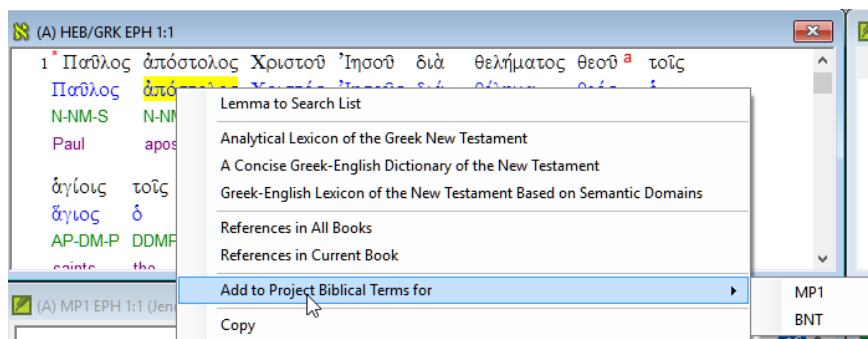 (A) HEB/GRK EPH 1:1
1 * Παῦλος ἀπόστολος Χριστοῦ Ἰησοῦ διὰ θελήματος θεοῦ a τοῖς
Παῦλος
N-NM-S
Paul
Lemma to Search List
Analytical Lexicon of the Greek New Testament
A Concise Greek-English Dictionary of the New Testament
ἁγίοις τοῖς
Greek-English Lexicon of the New Testament Based on Semantic Domains
ἅγιος ὁ
References in All Books
AP-DM-P
References in Current Book
saints the
Add to Project Biblical Terms for
MP1
(A) MP1 EPH 1:1
BNT
Copy